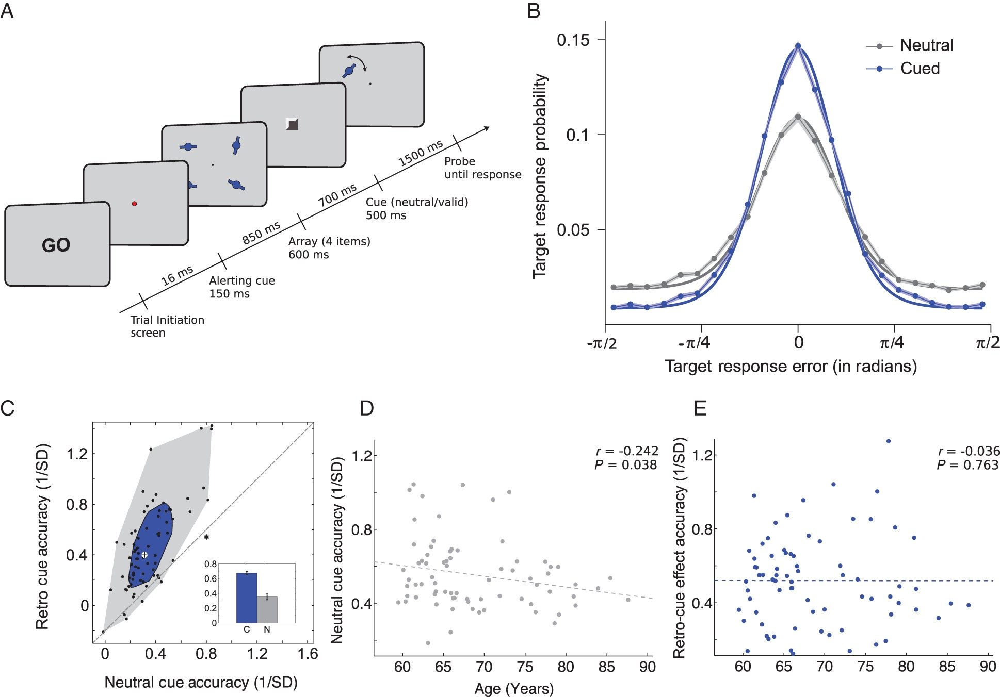 A
GO
16 ms
850 ms
700 ms
1500 ms
Trial Initiation
screen
Alerting cue
150 ms
Array (4 items)
600 ms
Cue (neutral/valid)
500 ms
Probe
until response
B
0.15
0.1
0.05
Target response probability
Neutral
Cued
-π/2
-π/4
0
π/4
π/2
Target response error (in radians)
C
1.2
0.8
0.4
0
Retro cue accuracy (1/SD)
0.8
0.6
0.4
0.2
0
C
N
0
0.4
0.8
1.2
1.6
Neutral cue accuracy (1/SD)
D
r = -0.242
P = 0.038
1.2
0.8
0.4
Neutral cue accuracy (1/SD)
60
65
70
75
80
85
90
Age (Years)
E
r = -0.036
P = 0.763
1.2
0.8
0.4
Retro-cue effect accuracy (1/SD)
60
65
70
75
80
85
90